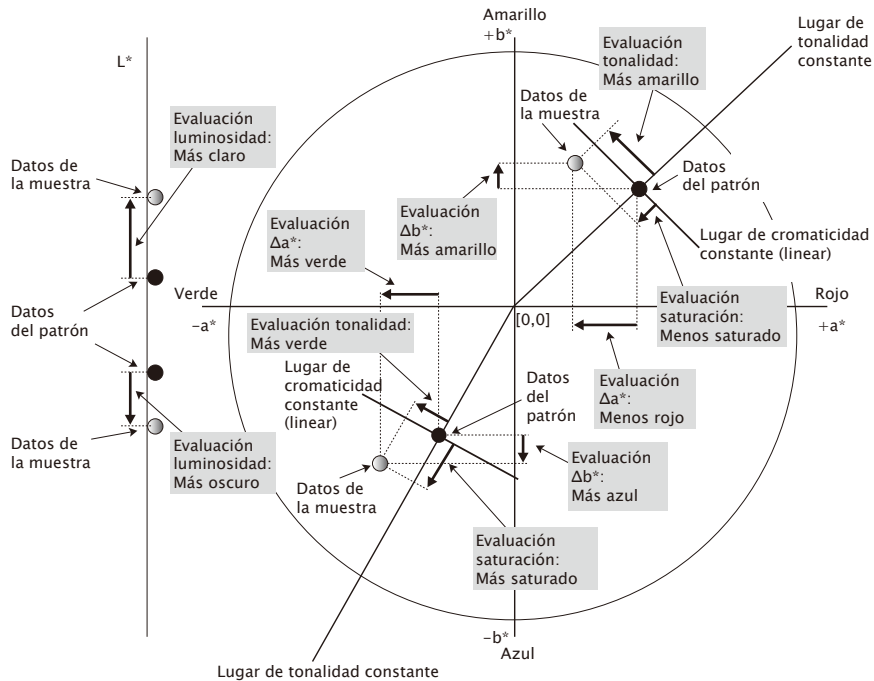 L*
Evaluación
luminosidad:
Más claro
Datos de
la muestra
Datos
del patrón
Datos de
la muestra
Evaluación
luminosidad:
Más oscuro
Amarillo
+b*
Evaluación
tonalidad:
Más amarillo
Lugar de
tonalidad
constante
Datos de
la muestra
Datos
del patrón
Evaluación
Δb*:
Más amarillo
Evaluación
Δa*:
Más verde
Lugar de cromaticidad
constante (linear)
Verde
-a*
[0,0]
Rojo
+a*
Evaluación
saturación:
Menos saturado
Evaluación tonalidad:
Más verde
Lugar de
cromaticidad
constante
(linear)
Datos
del
patrón
Evaluación
Δa*:
Menos rojo
Evaluación
Δb*:
Más azul
Datos de
la muestra
Evaluación
saturación:
Más saturado
-b*
Azul
Lugar de tonalidad constante